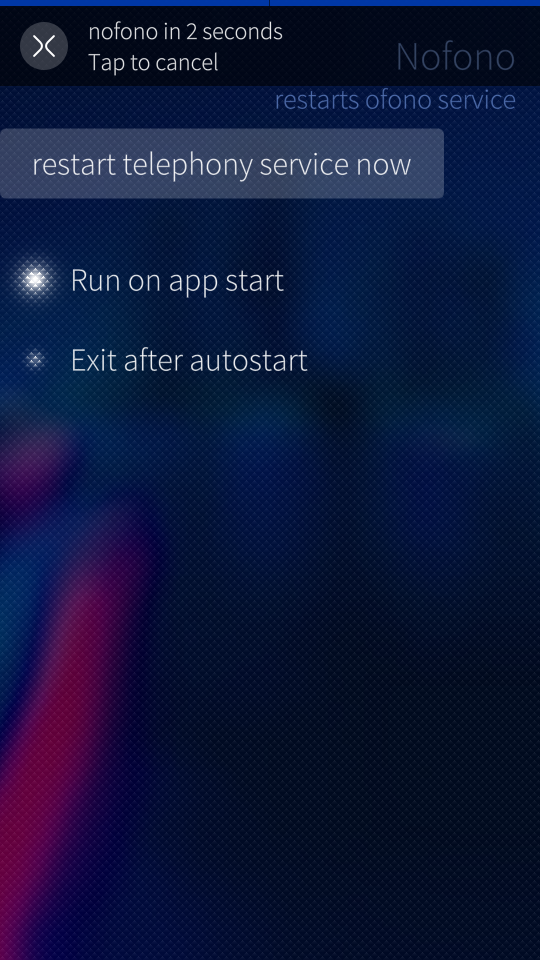 nofono in 2 seconds
Tap to cancel
Nofono
restarts ofono service
restart telephony service now
Run on app start
Exit after autostart